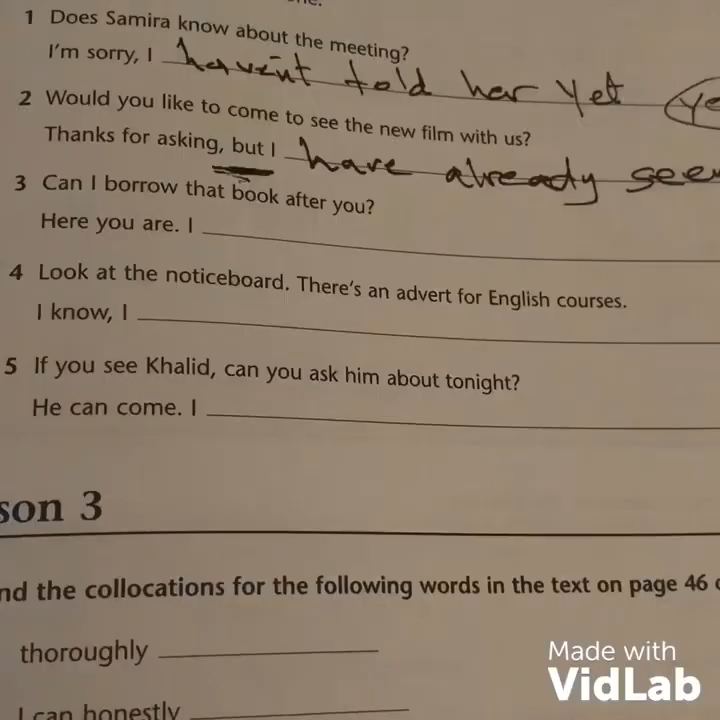 1 Does Samira know about the meeting?
I'm sorry, I haven't told her yet
2 Would you like to come to see the new film with us?
Thanks for asking, but I have already seen
3 Can I borrow that book after you?
Here you are. I
4 Look at the noticeboard. There's an advert for English courses.
I know, I
5 If you see Khalid, can you ask him about tonight?
He can come. I
son 3
nd the collocations for the following words in the text on page 46
thoroughly
I can honestly
Made with
VidLab